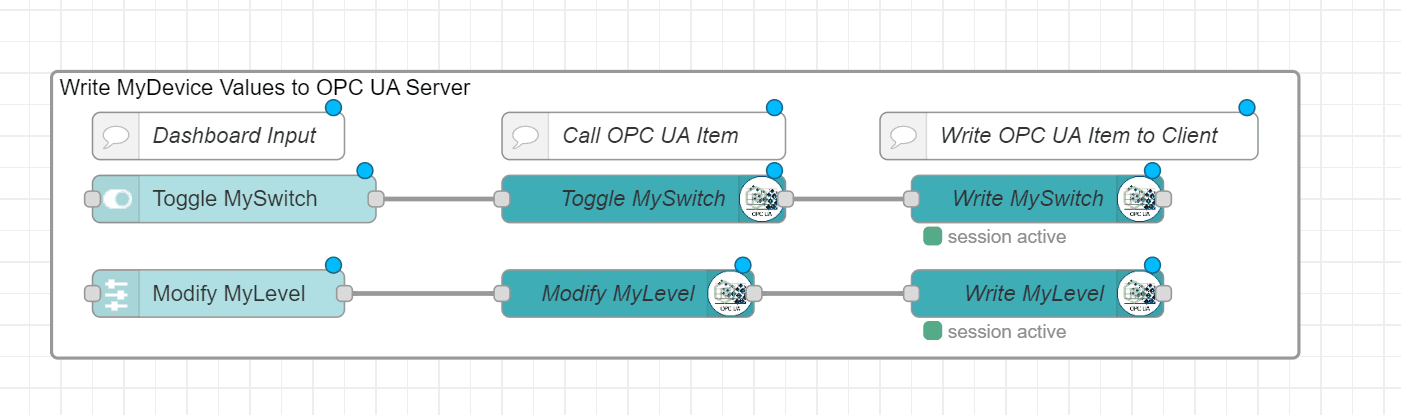 Write MyDevice Values to OPC UA Server
Dashboard Input
Call OPC UA Item
Write OPC UA Item to Client
Toggle MySwitch
Toggle MySwitch
OPC UA
Write MySwitch
OPC UA
session active
Modify MyLevel
Modify MyLevel
OPC UA
Write MyLevel
OPC UA
session active